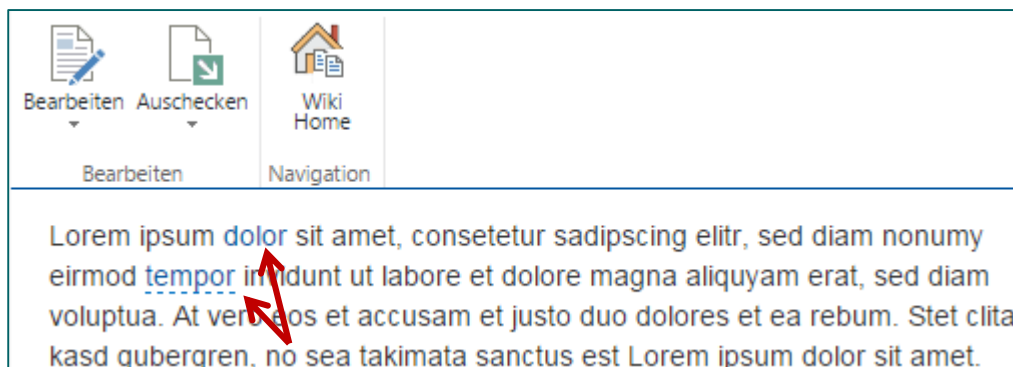 Bearbeiten Auschecken Wiki Home
Bearbeiten Navigation
Lorem ipsum dolor sit amet, consetetur sadipscing elitr, sed diam nonumy
eirmod tempor invidunt ut labore et dolore magna aliquyam erat, sed diam
voluptua. At vero eos et accusam et justo duo dolores et ea rebum. Stet clita
kasd gubergren, no sea takimata sanctus est Lorem ipsum dolor sit amet.